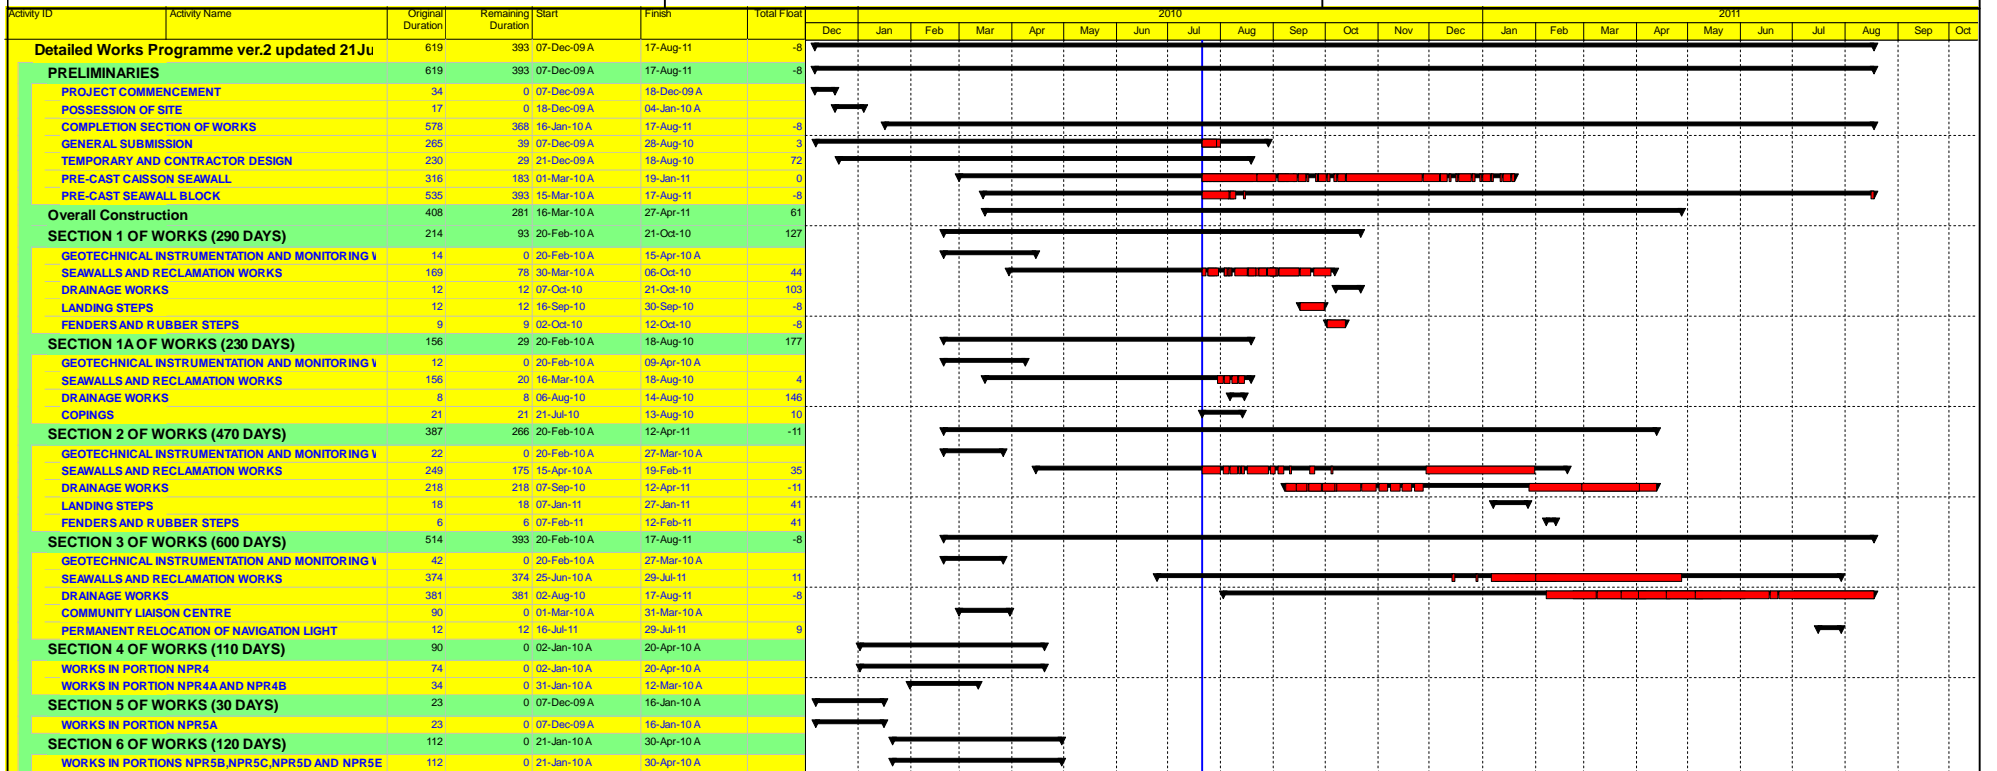 Activity ID Activity Name Original Duration Remaining Duration Start Finish Total Float 2010 2011
Dec Jan Feb Mar Apr May Jun Jul Aug Sep Oct Nov Dec Jan Feb Mar Apr May Jun Jul Aug Sep Oct
Detailed Works Programme ver.2 updated 21Ju 619 393 07-Dec-09 A 17-Aug-11 -8
PRELIMINARIES 619 393 07-Dec-09 A 17-Aug-11 -8
PROJECT COMMENCEMENT 34 0 07-Dec-09 A 18-Dec-09 A
POSSESSION OF SITE 17 0 18-Dec-09 A 04-Jan-10 A
COMPLETION SECTION OF WORKS 578 368 16-Jan-10 A 17-Aug-11 -8
GENERAL SUBMISSION 265 39 07-Dec-09 A 28-Aug-10 3
TEMPORARY AND CONTRACTOR DESIGN 230 29 21-Dec-09 A 18-Aug-10 72
PRE-CAST CAISSON SEAWALL 316 183 01-Mar-10 A 19-Jan-11 0
PRE-CAST SEAWALL BLOCK 535 393 15-Mar-10 A 17-Aug-11 -8
Overall Construction 408 281 16-Mar-10 A 27-Apr-11 61
SECTION 1 OF WORKS (290 DAYS) 214 93 20-Feb-10 A 21-Oct-10 127
GEOTECHNICAL INSTRUMENTATION AND MONITORING 14 0 20-Feb-10 A 15-Apr-10 A
SEAWALLS AND RECLAMATION WORKS 169 78 30-Mar-10 A 06-Oct-10 44
DRAINAGE WORKS 12 12 07-Oct-10 21-Oct-10 103
LANDING STEPS 12 12 16-Sep-10 30-Sep-10 -8
FENDERS AND RUBBER STEPS 9 9 02-Oct-10 12-Oct-10 -8
SECTION 1A OF WORKS (230 DAYS) 156 29 20-Feb-10 A 18-Aug-10 177
GEOTECHNICAL INSTRUMENTATION AND MONITORING 12 0 20-Feb-10 A 09-Apr-10 A
SEAWALLS AND RECLAMATION WORKS 156 20 16-Mar-10 A 18-Aug-10 4
DRAINAGE WORKS 8 8 06-Aug-10 14-Aug-10 146
COPINGS 21 21 21-Jul-10 13-Aug-10 10
SECTION 2 OF WORKS (470 DAYS) 387 266 20-Feb-10 A 12-Apr-11 -11
GEOTECHNICAL INSTRUMENTATION AND MONITORING 22 0 20-Feb-10 A 27-Mar-10 A
SEAWALLS AND RECLAMATION WORKS 249 175 15-Apr-10 A 19-Feb-11 35
DRAINAGE WORKS 218 218 07-Sep-10 12-Apr-11 -11
LANDING STEPS 18 18 07-Jan-11 27-Jan-11 41
FENDERS AND RUBBER STEPS 6 6 07-Feb-11 12-Feb-11 41
SECTION 3 OF WORKS (600 DAYS) 514 393 20-Feb-10 A 17-Aug-11 -8
GEOTECHNICAL INSTRUMENTATION AND MONITORING 42 0 20-Feb-10 A 27-Mar-10 A
SEAWALLS AND RECLAMATION WORKS 374 374 25-Jun-10 A 29-Jul-11 11
DRAINAGE WORKS 381 381 02-Aug-10 17-Aug-11 -8
COMMUNITY LIAISON CENTRE 90 0 01-Mar-10 A 31-Mar-10 A
PERMANENT RELOCATION OF NAVIGATION LIGHT 12 12 16-Jul-11 29-Jul-11 9
SECTION 4 OF WORKS (110 DAYS) 90 0 02-Jan-10 A 20-Apr-10 A
WORKS IN PORTION NPR4 74 0 02-Jan-10 A 20-Apr-10 A
WORKS IN PORTION NPR4A AND NPR4B 34 0 31-Jan-10 A 12-Mar-10 A
SECTION 5 OF WORKS (30 DAYS) 23 0 07-Dec-09 A 16-Jan-10 A
WORKS IN PORTION NPR5A 23 0 07-Dec-09 A 16-Jan-10 A
SECTION 6 OF WORKS (120 DAYS) 112 0 21-Jan-10 A 30-Apr-10 A
WORKS IN PORTIONS NPR5B,NPR5C,NPR5D AND NPR5E 112 0 21-Jan-10 A 30-Apr-10 A